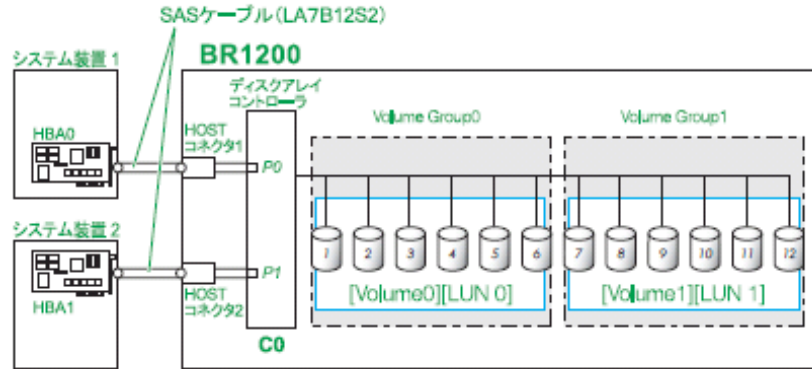 SASケーブル(LA7B12S2)
システム装置 1
BR1200
ディスクアレイ
コントローラ
Volume Group0
Volume Group1
HBA0
HOST
コネクタ1
P0
システム装置 2
1 2 3 4 5 6 7 8 9 10 11 12
P1
HBA1
HOST
コネクタ2
[Volume0][LUN 0]
[Volume1][LUN 1]
C0